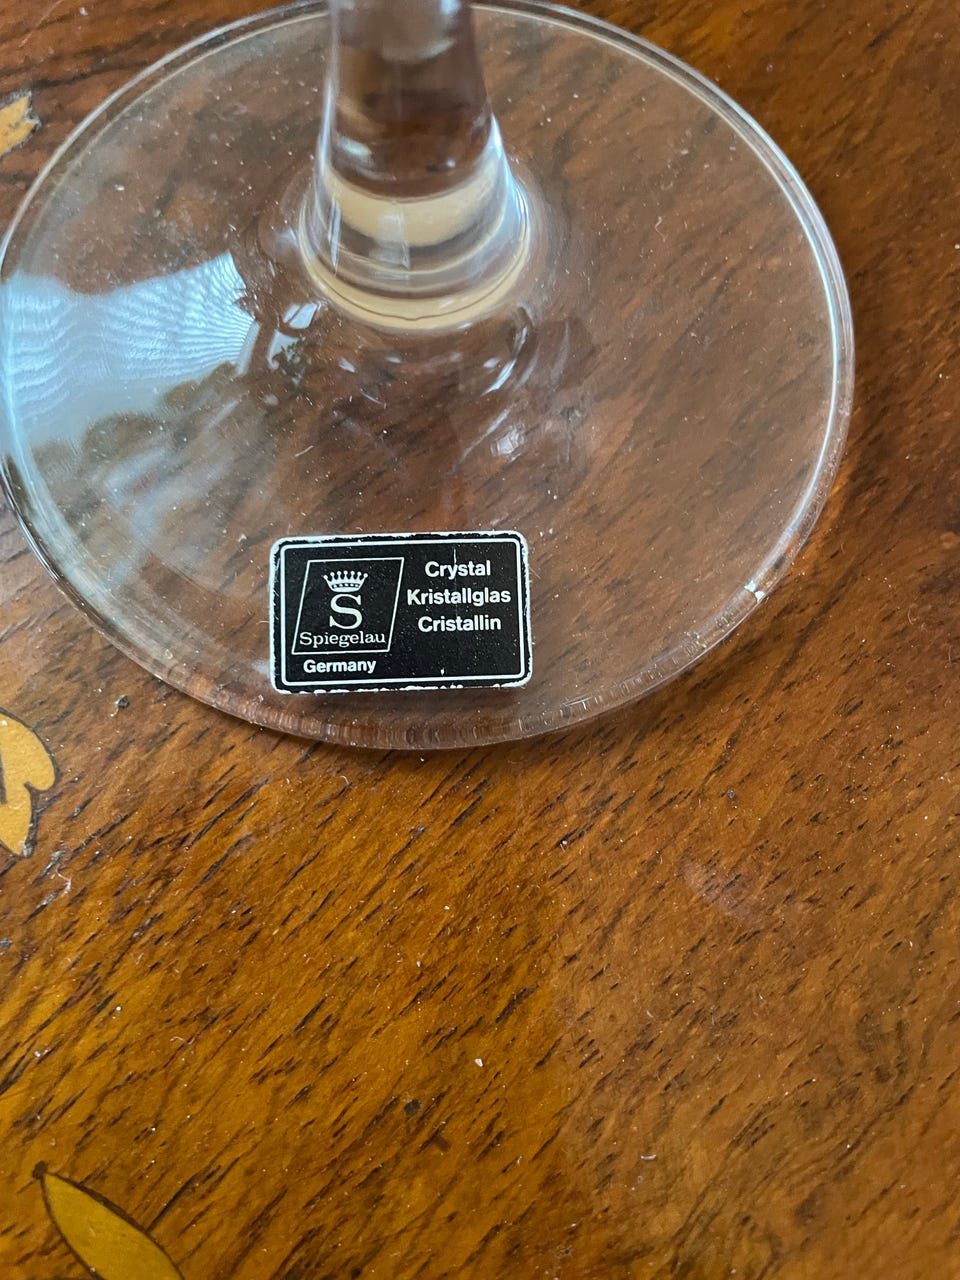 S
Spiegelau
Germany
Crystal
Kristallglas
Cristallin